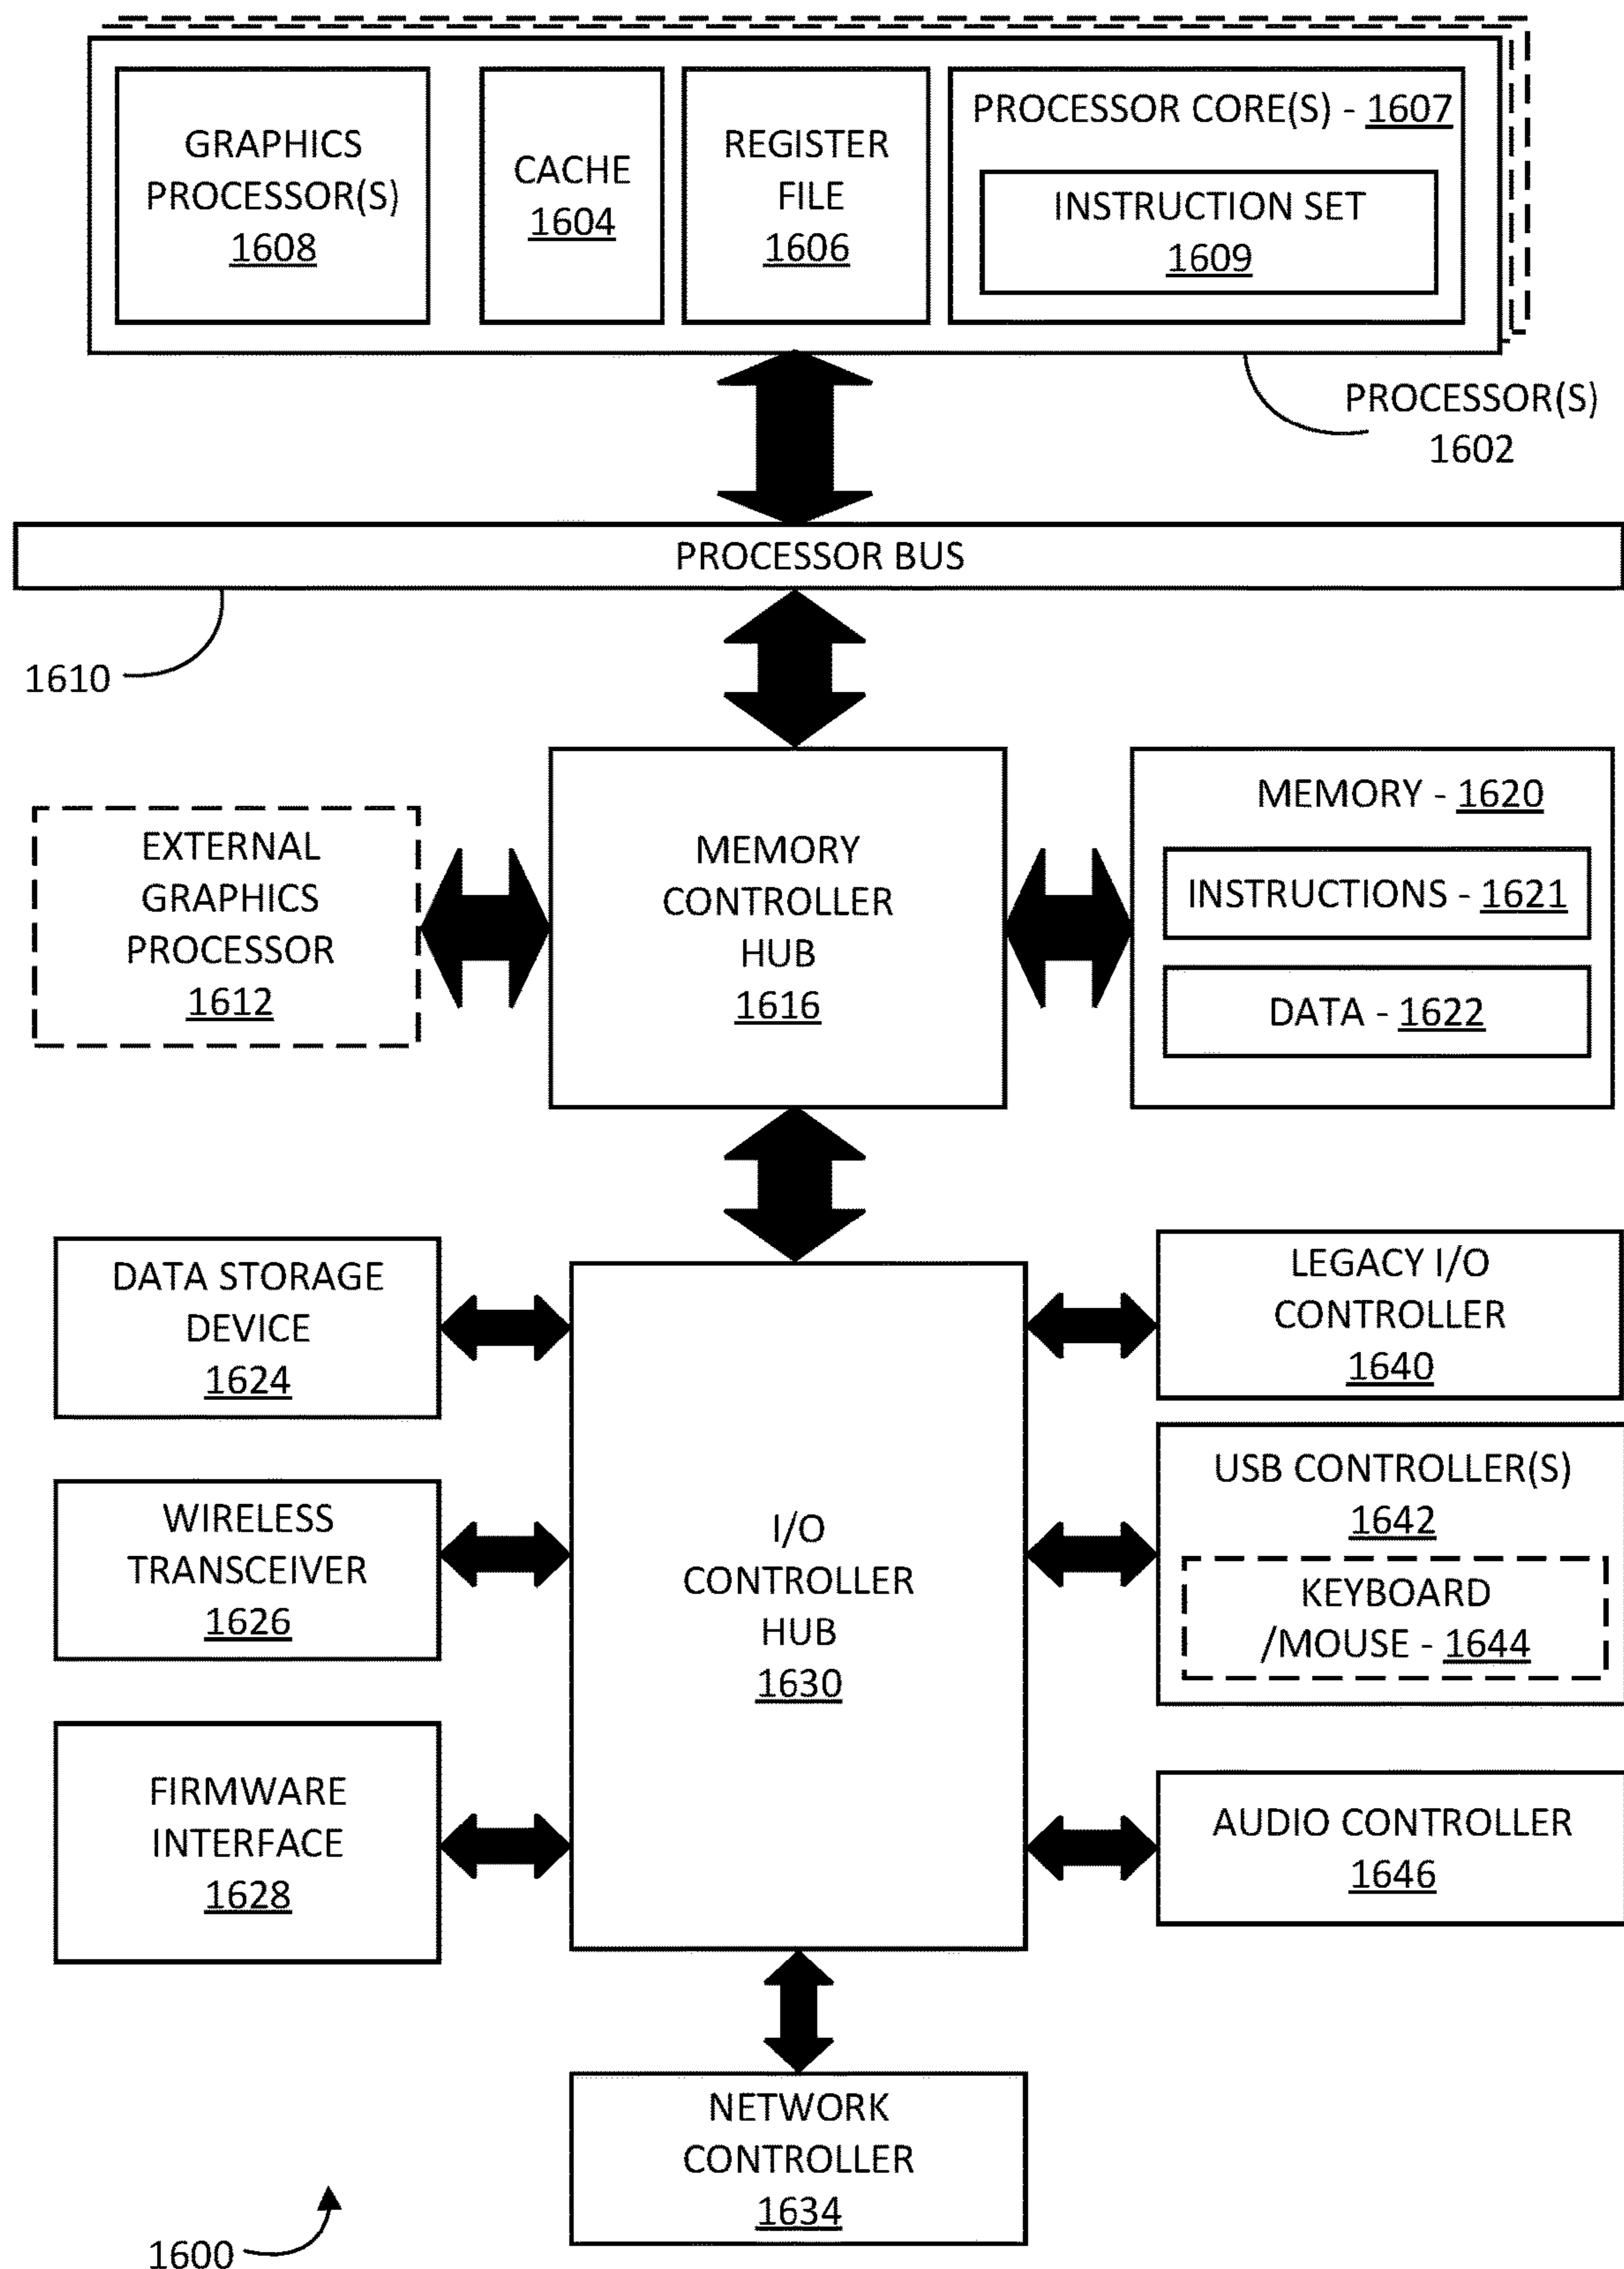 GRAPHICS
PROCESSOR(S)
1608
CACHE
1604
REGISTER
FILE
1606
PROCESSOR CORE(S) - 1607
INSTRUCTION SET
1609
PROCESSOR(S)
1602
PROCESSOR BUS
1610
EXTERNAL
GRAPHICS
PROCESSOR
1612
MEMORY
CONTROLLER
HUB
1616
MEMORY - 1620
INSTRUCTIONS - 1621
DATA - 1622
DATA STORAGE
DEVICE
1624
WIRELESS
TRANSCEIVER
1626
FIRMWARE
INTERFACE
1628
I/O
CONTROLLER
HUB
1630
LEGACY I/O
CONTROLLER
1640
USB CONTROLLER(S)
1642
KEYBOARD
/MOUSE - 1644
AUDIO CONTROLLER
1646
NETWORK
CONTROLLER
1634
1600